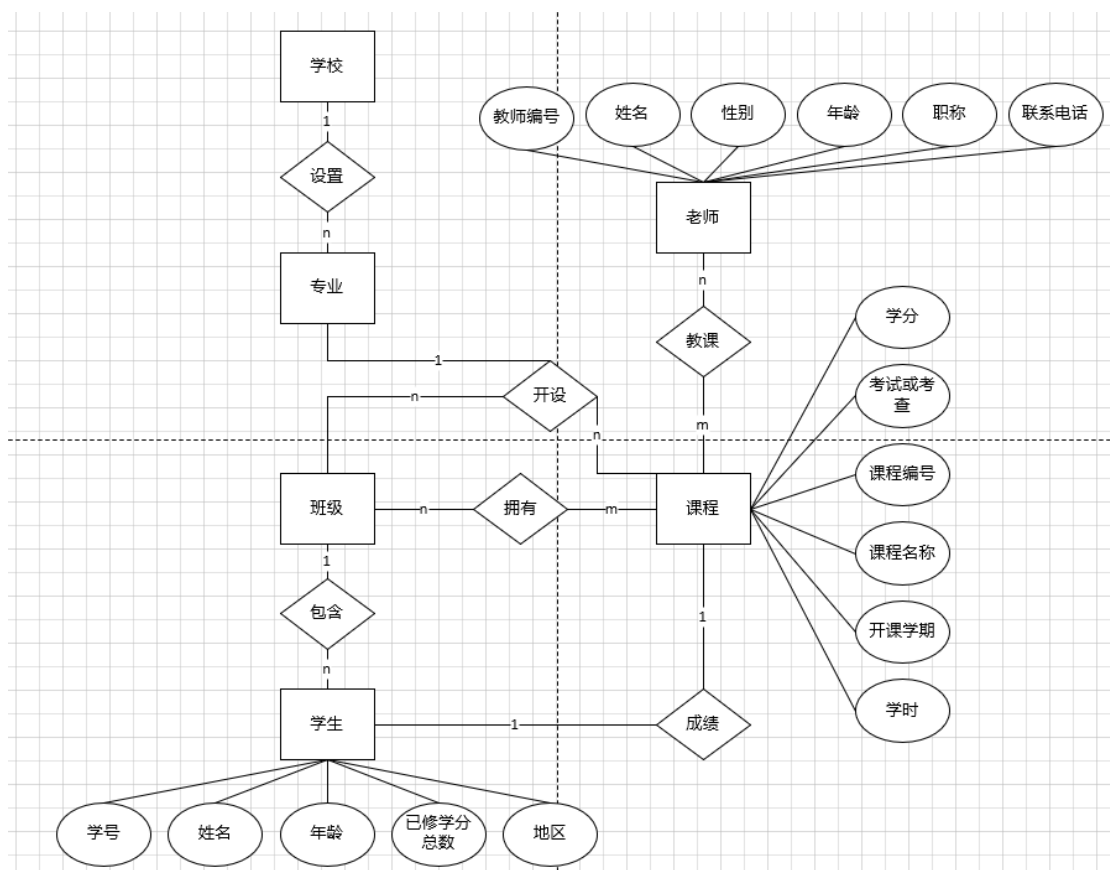 学校
1
设置
n
专业
教师编号
姓名
性别
年龄
职称
联系电话
老师
n
教课
m
1
n
开设
n
学分
考试或考
查
课程编号
课程名称
开课学期
学时
班级
n
拥有
m
课程
1
包含
n
1
学生
1
成绩
学号
姓名
年龄
已修学分
总数
地区